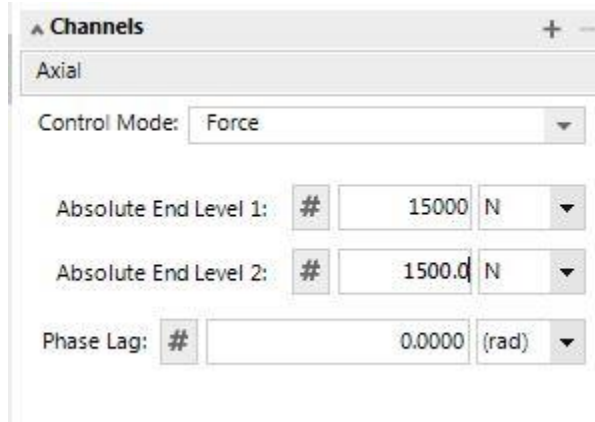 Channels + –
Axial
Control Mode: Force
Absolute End Level 1: # 15000 N
Absolute End Level 2: # 1500.0 N
Phase Lag: # 0.0000 (rad)